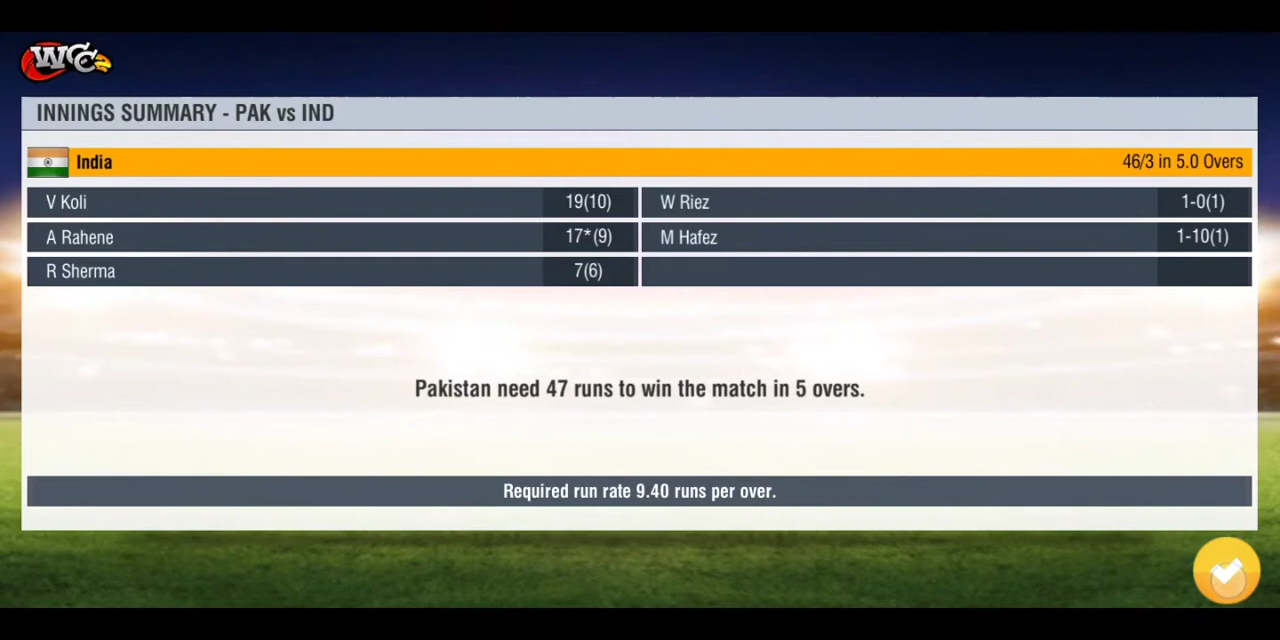 WCC
INNINGS SUMMARY - PAK vs IND
India 46/3 in 5.0 Overs
V Koli 19(10) W Riez 1-0(1)
A Rahene 17*(9) M Hafez 1-10(1)
R Sherma 7(6)
Pakistan need 47 runs to win the match in 5 overs.
Required run rate 9.40 runs per over.